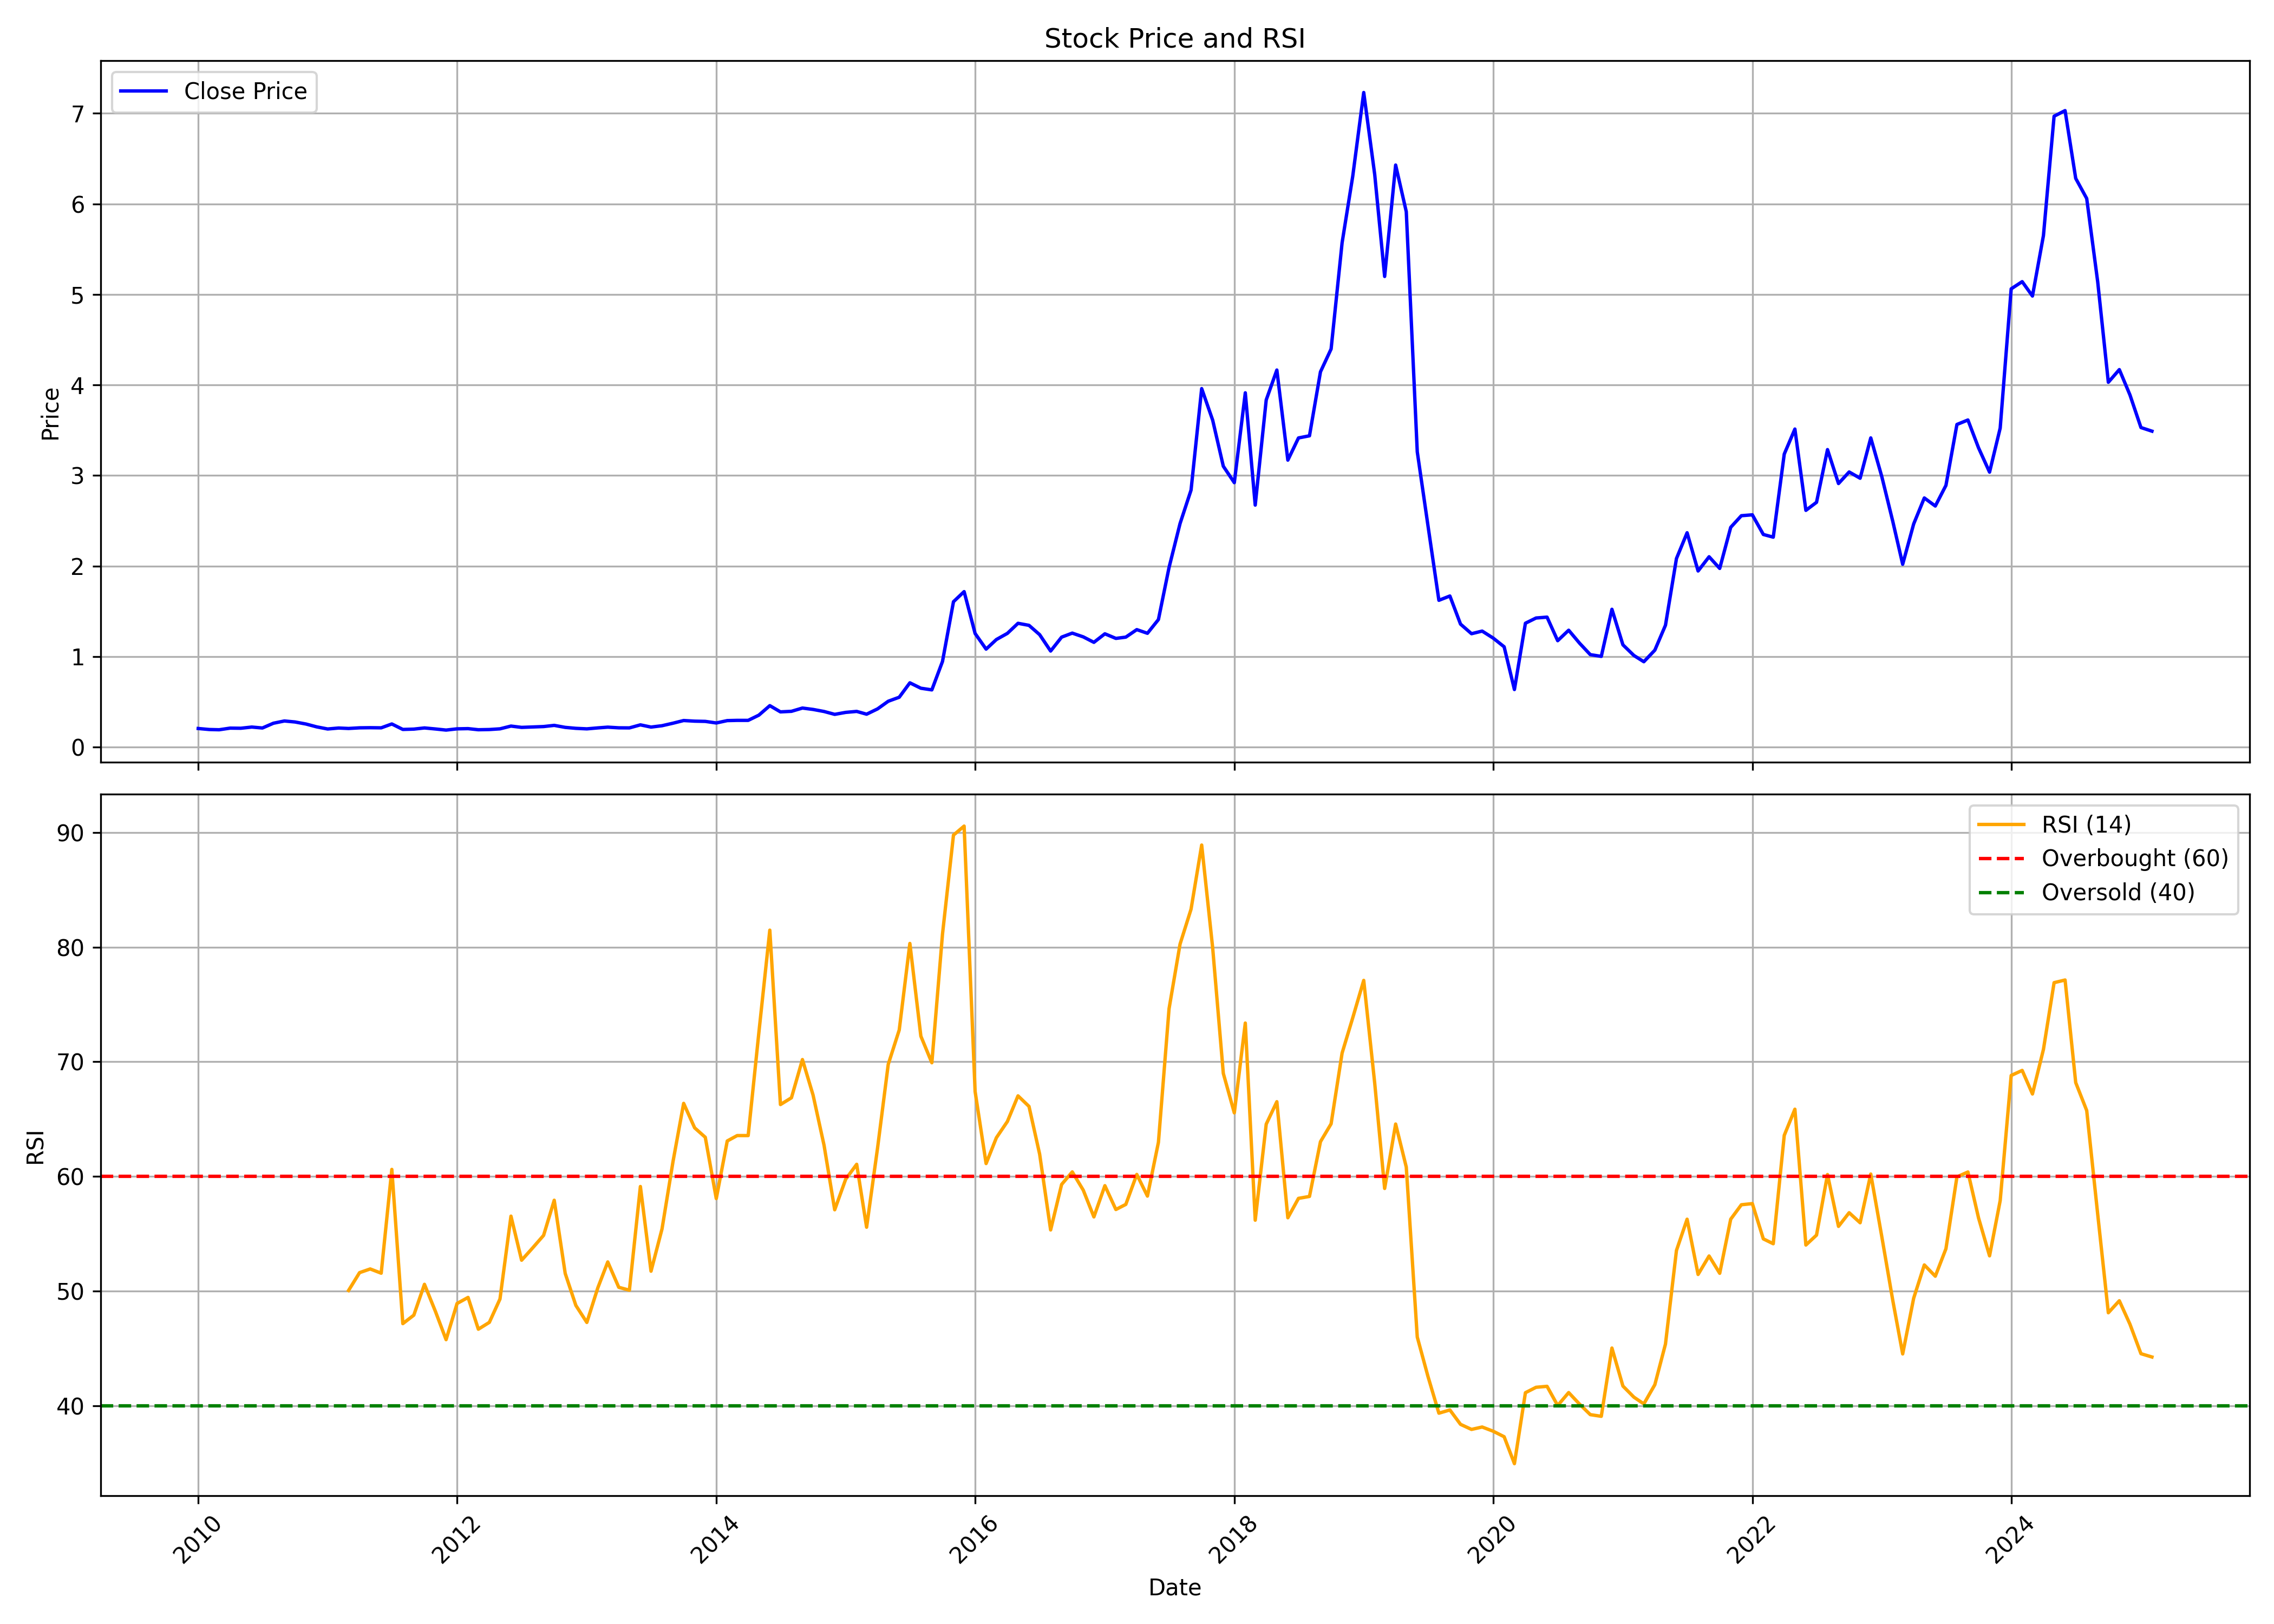 Stock Price and RSI
Close Price
7
6
5
4
3
2
1
0
Price
RSI (14)
Overbought (60)
Oversold (40)
90
80
70
60
50
40
RSI
2010
2012
2014
2016
2018
2020
2022
2024
Date